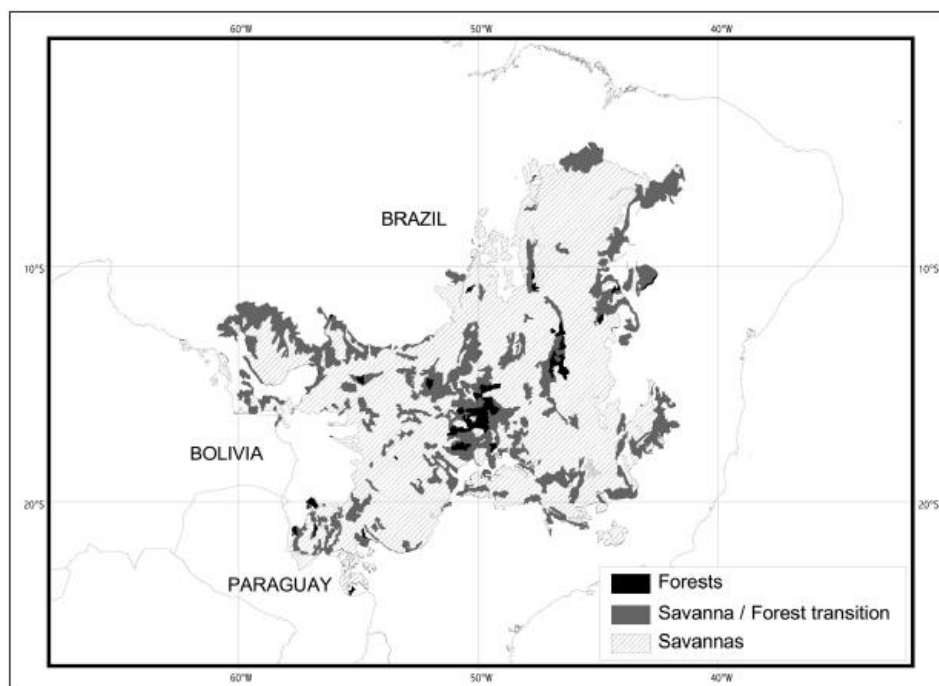 60°W 50°W 40°W
BRAZIL
10°S 10°S
BOLIVIA
20°S 20°S
PARAGUAY
Forests
Savanna / Forest transition
Savannas
60°W 50°W 40°W